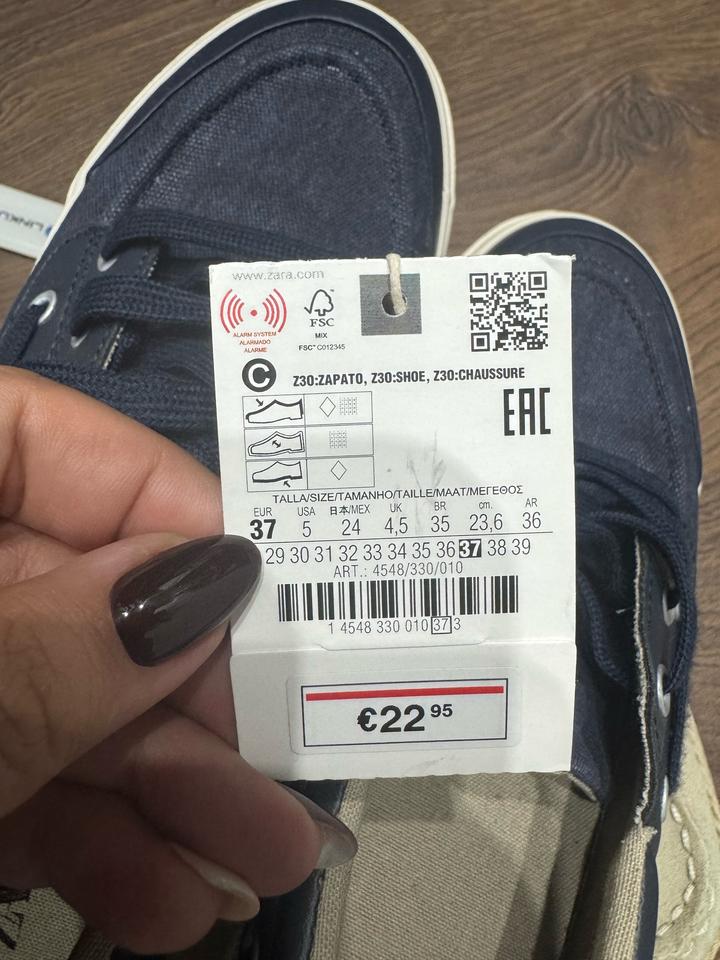 www.zara.com
ALARM SYSTEM
ALARMADO
ALARME
FSC
MIX
FSC™ C012345
C Z30:ZAPATO, Z30:SHOE, Z30:CHAUSSURE
EAC
TALLA/SIZE/TAMANHO/TAILLE/MAAT/ΜΕΓΕΘΟΣ
EUR USA 日本/MEX UK BR cm. AR
37 5 24 4,5 35 23,6 36
29 30 31 32 33 34 35 36 37 38 39
ART.: 4548/330/010
1 4548 330 010 37 3
€22 95